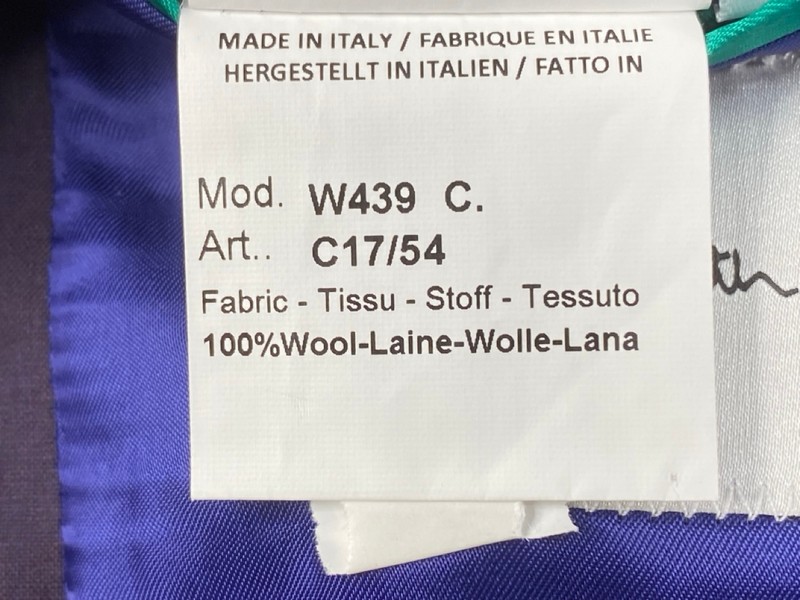 MADE IN ITALY / FABRIQUE EN ITALIE
HERGESTELLT IN ITALIEN / FATTO IN
Mod. W439 C.
Art.. C17/54
Fabric - Tissu - Stoff - Tessuto
100%Wool-Laine-Wolle-Lana